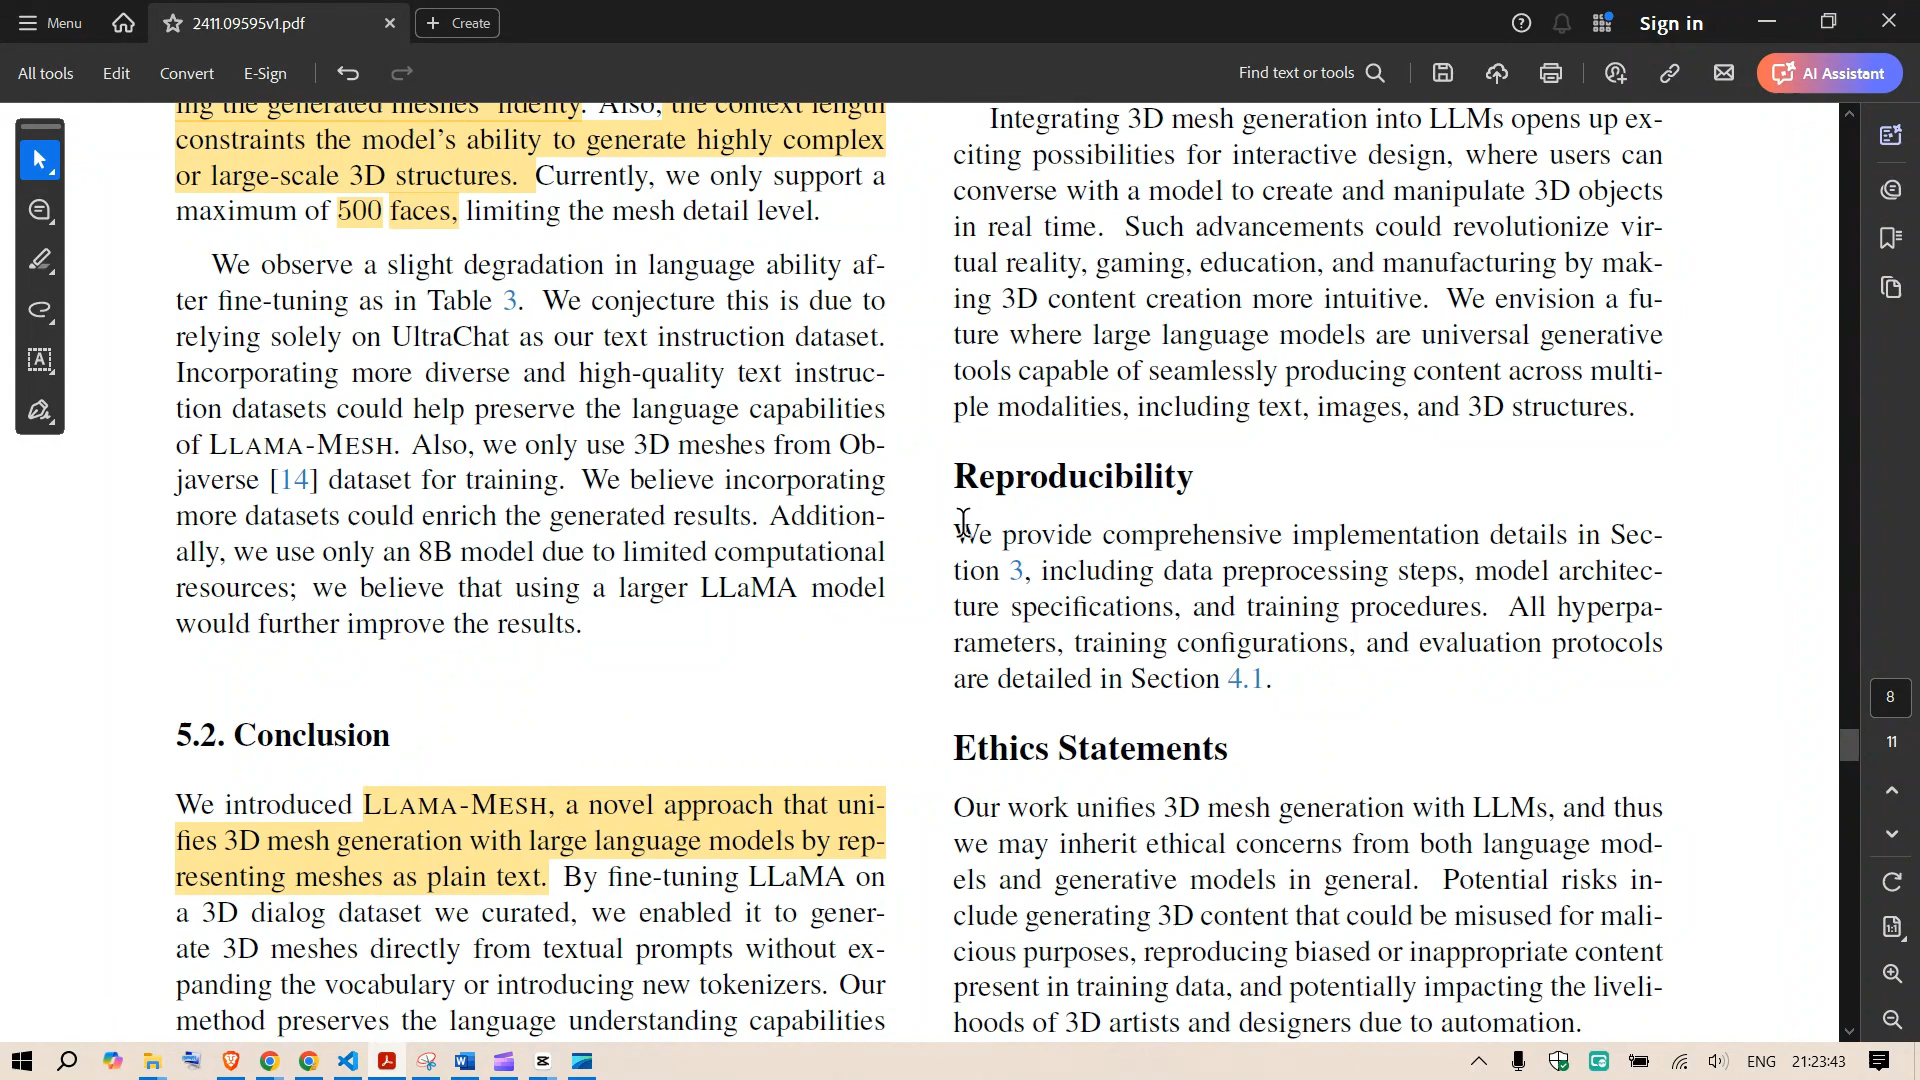 Menu
2411.09595v1.pdf
Create
Sign in
All tools
Edit
Convert
E-Sign
Find text or tools
AI Assistant
ing the generated meshes' fidelity. Also, the context length
constraints the model's ability to generate highly complex
or large-scale 3D structures. Currently, we only support a
maximum of 500 faces, limiting the mesh detail level.
We observe a slight degradation in language ability af-
ter fine-tuning as in Table 3. We conjecture this is due to
relying solely on UltraChat as our text instruction dataset.
Incorporating more diverse and high-quality text instruc-
tion datasets could help preserve the language capabilities
of LLAMA-MESH. Also, we only use 3D meshes from Ob-
javerse [14] dataset for training. We believe incorporating
more datasets could enrich the generated results. Addition-
ally, we use only an 8B model due to limited computational
resources; we believe that using a larger LLaMA model
would further improve the results.
5.2. Conclusion
We introduced LLAMA-MESH, a novel approach that uni-
fies 3D mesh generation with large language models by rep-
resenting meshes as plain text. By fine-tuning LLaMA on
a 3D dialog dataset we curated, we enabled it to gener-
ate 3D meshes directly from textual prompts without ex-
panding the vocabulary or introducing new tokenizers. Our
method preserves the language understanding capabilities
Integrating 3D mesh generation into LLMs opens up ex-
citing possibilities for interactive design, where users can
converse with a model to create and manipulate 3D objects
in real time. Such advancements could revolutionize vir-
tual reality, gaming, education, and manufacturing by mak-
ing 3D content creation more intuitive. We envision a fu-
ture where large language models are universal generative
tools capable of seamlessly producing content across multi-
ple modalities, including text, images, and 3D structures.
Reproducibility
We provide comprehensive implementation details in Sec-
tion 3, including data preprocessing steps, model architec-
ture specifications, and training procedures. All hyperpa-
rameters, training configurations, and evaluation protocols
are detailed in Section 4.1.
Ethics Statements
Our work unifies 3D mesh generation with LLMs, and thus
we may inherit ethical concerns from both language mod-
els and generative models in general. Potential risks in-
clude generating 3D content that could be misused for mali-
cious purposes, reproducing biased or inappropriate content
present in training data, and potentially impacting the liveli-
hoods of 3D artists and designers due to automation.
8
11
ENG
21:23:43